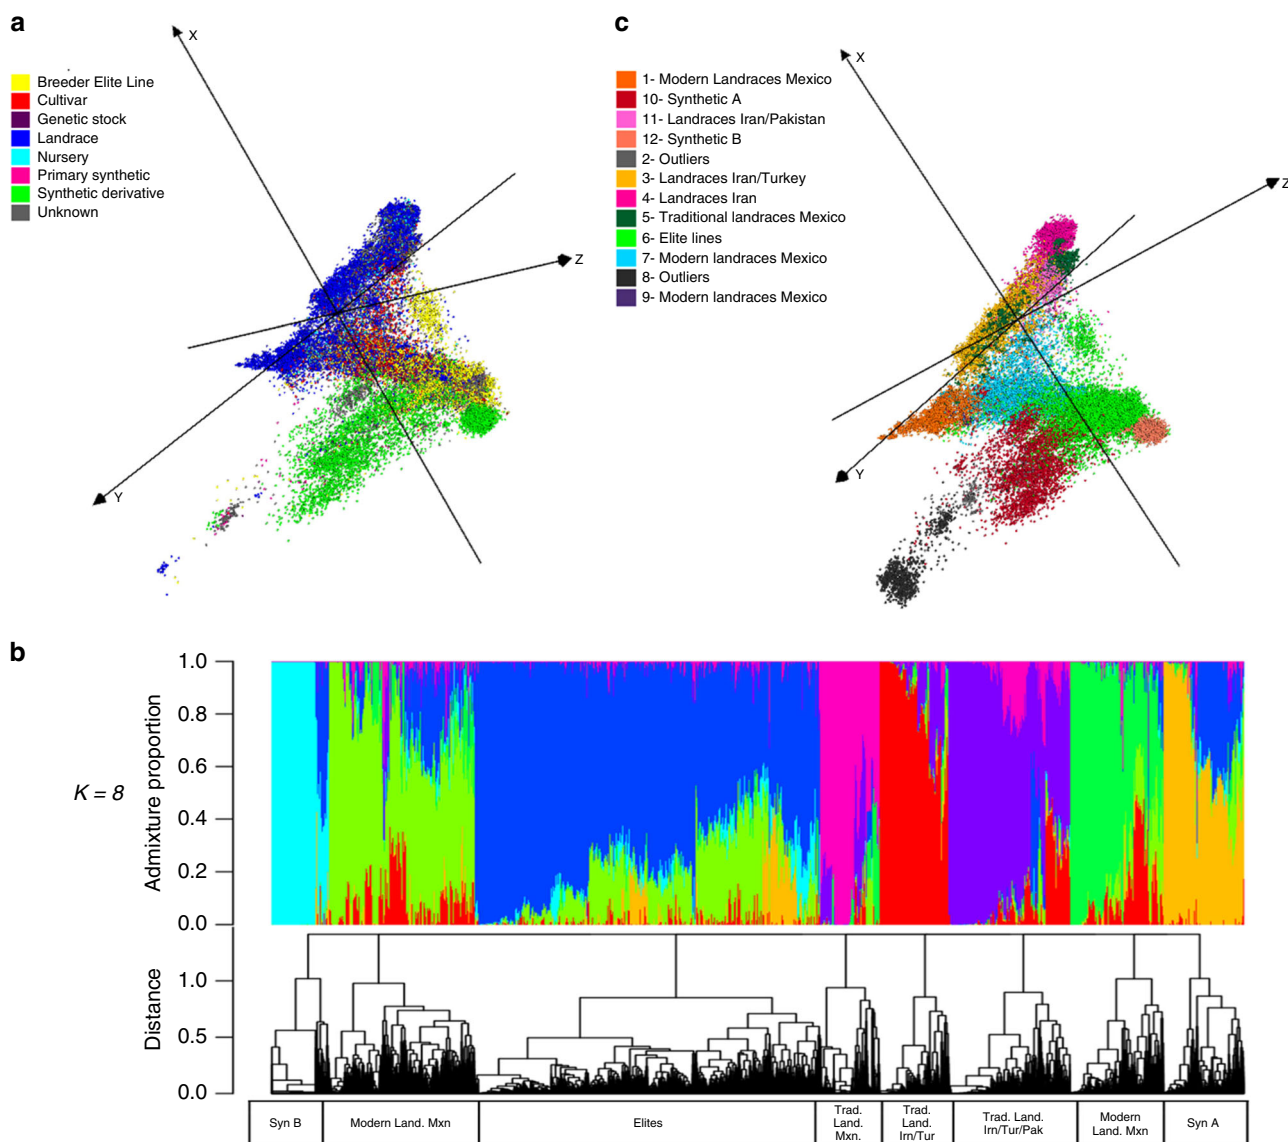 a
X
Z
Y
Breeder Elite Line
Cultivar
Genetic stock
Landrace
Nursery
Primary synthetic
Synthetic derivative
Unknown
c
X
Z
Y
1- Modern Landraces Mexico
10- Synthetic A
11- Landraces Iran/Pakistan
12- Synthetic B
2- Outliers
3- Landraces Iran/Turkey
4- Landraces Iran
5- Traditional landraces Mexico
6- Elite lines
7- Modern landraces Mexico
8- Outliers
9- Modern landraces Mexico
b
K = 8
Admixture proportion
1.0
0.8
0.6
0.4
0.2
0.0
Distance
1.0
0.5
0.0
Syn B
Modern Land. Mxn
Elites
Trad.
Land.
Mxn.
Trad.
Land.
Irn/Tur
Trad. Land.
Irn/Tur/Pak
Modern
Land. Mxn
Syn A